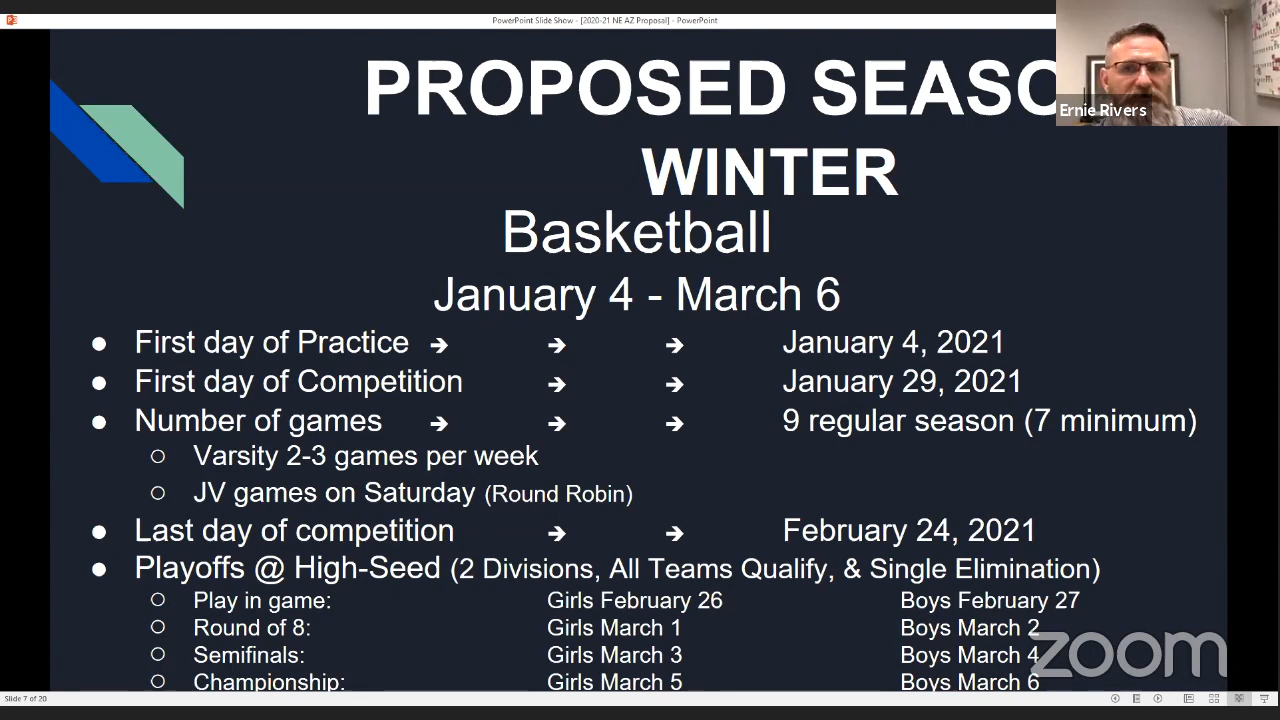 PowerPoint Slide Show - [2020-21 NE AZ Proposal] - PowerPoint
PROPOSED SEASO
Ernie Rivers
WINTER
Basketball
January 4 - March 6
● First day of Practice ➔ ➔ ➔ January 4, 2021
● First day of Competition ➔ ➔ January 29, 2021
● Number of games ➔ ➔ ➔ 9 regular season (7 minimum)
○ Varsity 2-3 games per week
○ JV games on Saturday (Round Robin)
● Last day of competition ➔ ➔ February 24, 2021
● Playoffs @ High-Seed (2 Divisions, All Teams Qualify, & Single Elimination)
○ Play in game: Girls February 26 Boys February 27
○ Round of 8: Girls March 1 Boys March 2
○ Semifinals: Girls March 3 Boys March 4
○ Championship: Girls March 5 Boys March 6
zoom
Slide 7 of 20